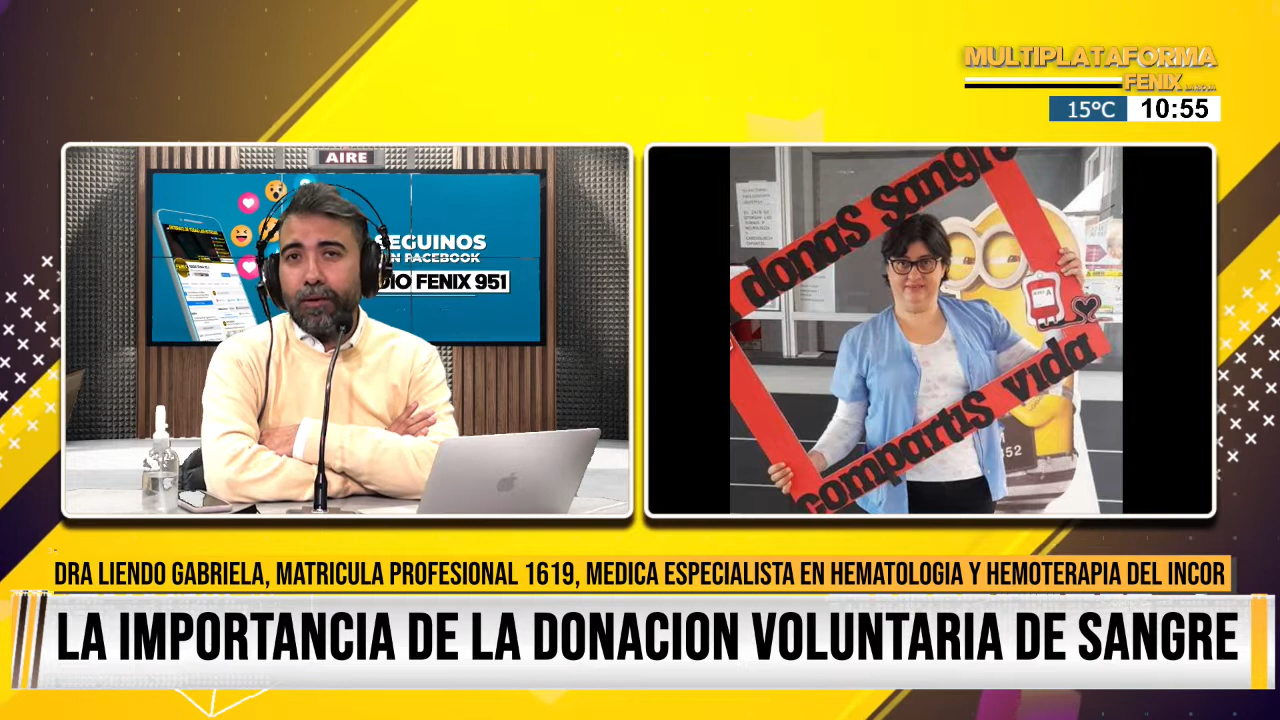 MULTIPLATAFORMA
FENIX
15°C 10:55
AIRE
SEGUINOS
EN FACEBOOK
DIO FENIX 951
donas sangre
compartis vida
DRA LIENDO GABRIELA, MATRICULA PROFESIONAL 1619, MEDICA ESPECIALISTA EN HEMATOLOGIA Y HEMOTERAPIA DEL INCOR
LA IMPORTANCIA DE LA DONACION VOLUNTARIA DE SANGRE